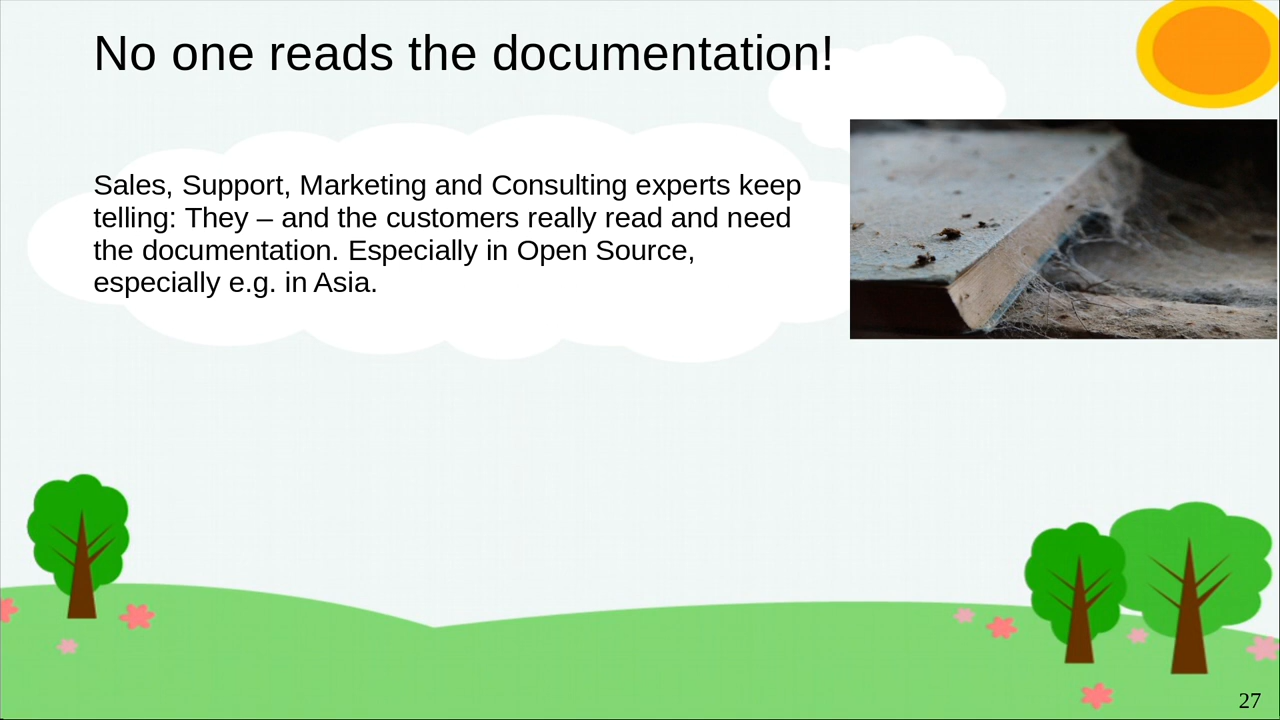 No one reads the documentation!
Sales, Support, Marketing and Consulting experts keep
telling: They – and the customers really read and need
the documentation. Especially in Open Source,
especially e.g. in Asia.
27